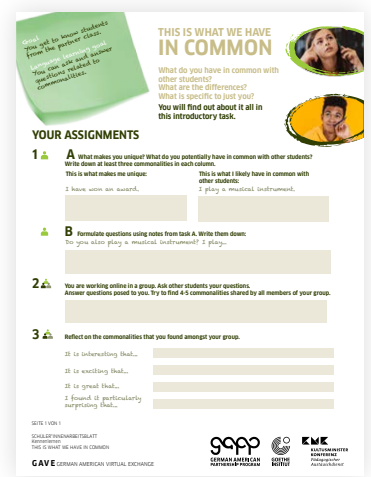 Goal
You get to know students
from the partner class.
Language learning goal
You can ask and answer
questions related to
commonalities.
THIS IS WHAT WE HAVE
IN COMMON
What do you have in common with
other students?
What are the differences?
What is specific to just you?
You will find out about it all in
this introductory task.
YOUR ASSIGNMENTS
1 A What makes you unique? What do you potentially have in common with other students?
Write down at least three commonalities in each column.
This is what makes me unique:
I have won an award.
This is what I likely have in common with
other students:
I play a musical instrument.
B Formulate questions using notes from task A. Write them down:
Do you also play a musical instrument? I play...
2 You are working online in a group. Ask other students your questions.
Answer questions posed to you. Try to find 4-5 commonalities shared by all members of your group.
3 Reflect on the commonalities that you found amongst your group.
It is interesting that...
It is exciting that...
It is great that...
I found it particularly
surprising that...
SEITE 1 VON 1
SCHÜLER*INNENARBEITSBLATT
Kennenlernen
THIS IS WHAT WE HAVE IN COMMON
GAVE GERMAN AMERICAN VIRTUAL EXCHANGE
gapp
GERMAN AMERICAN
PARTNERSHIP PROGRAM
GOETHE
INSTITUT
KMK
KULTUSMINISTER
KONFERENZ
Pädagogischer
Austauschdienst